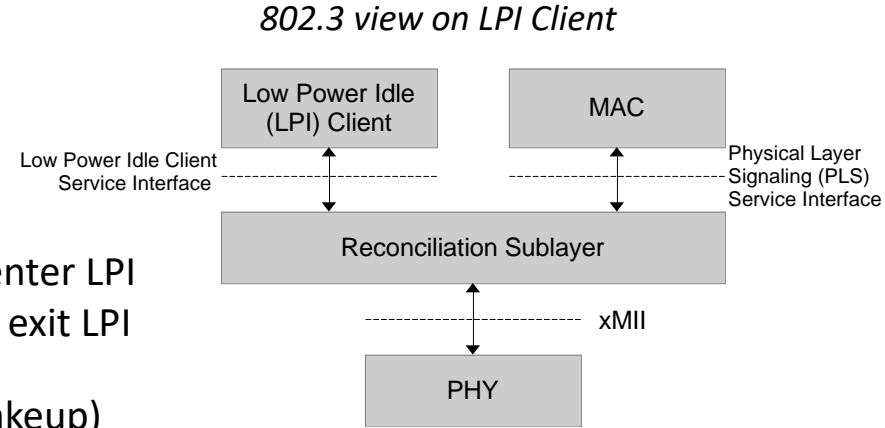 802.3 view on LPI Client
Low Power Idle
(LPI) Client
MAC
Low Power Idle Client
Service Interface
Physical Layer
Signaling (PLS)
Service Interface
Reconciliation Sublayer
enter LPI
exit LPI
xMII
PHY